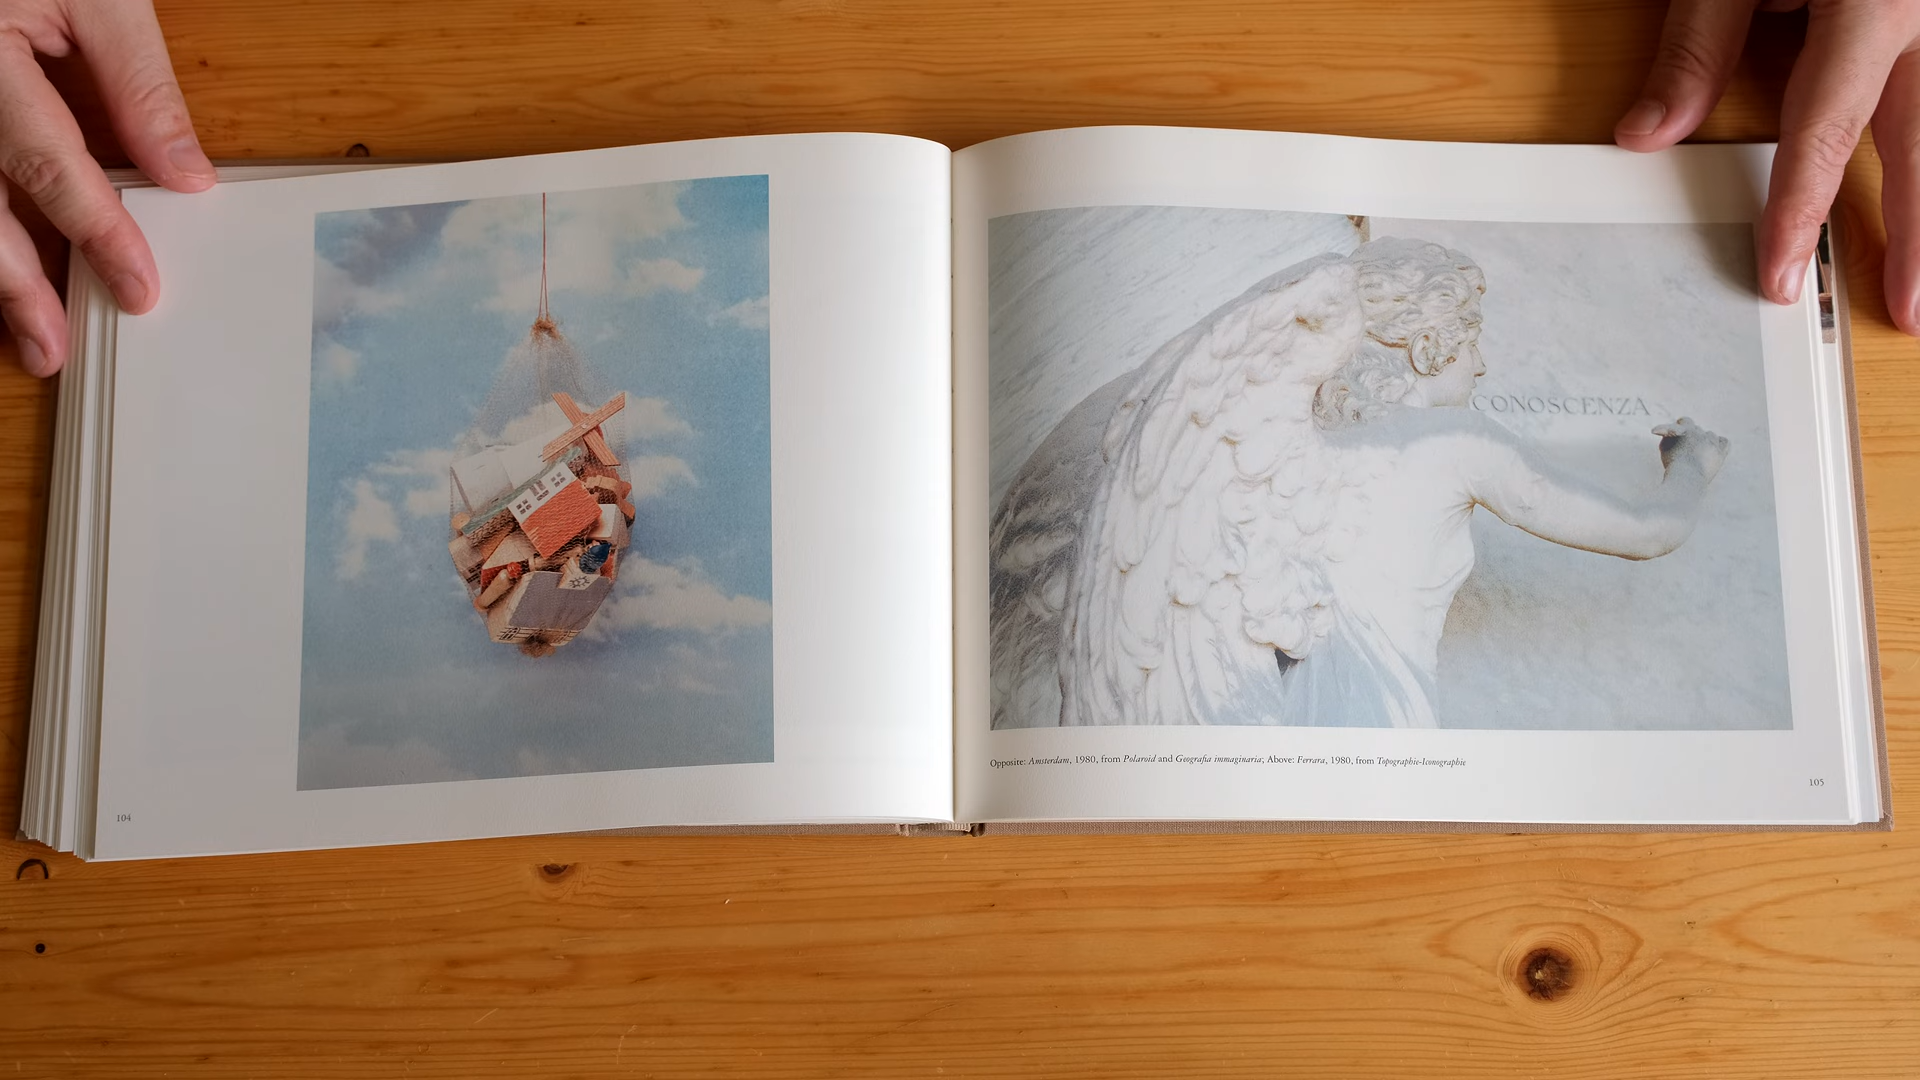 CONOSCENZA
Opposite: Amsterdam, 1980, from Polaroid and Geografia immaginaria; Above: Ferrara, 1980, from Topographie-Iconographie
104
105